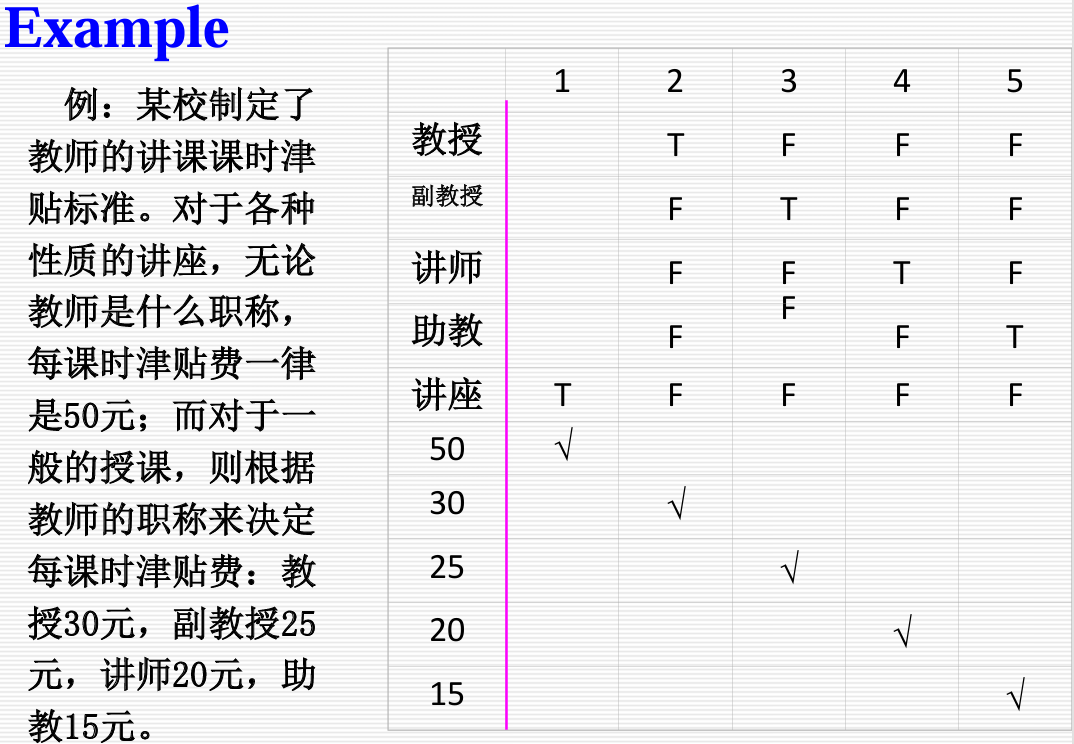 Example
例：某校制定了
教师的讲课课时津
贴标准。对于各种
性质的讲座，无论
教师是什么职称，
每课时津贴费一律
是50元；而对于一
般的授课，则根据
教师的职称来决定
每课时津贴费：教
授30元，副教授25
元，讲师20元，助
教15元。
1 2 3 4 5
教授 T F F F
副教授 F T F F
讲师 F F T F
助教 F F F T
讲座 T F F F F
50 √
30 √
25 √
20 √
15 √